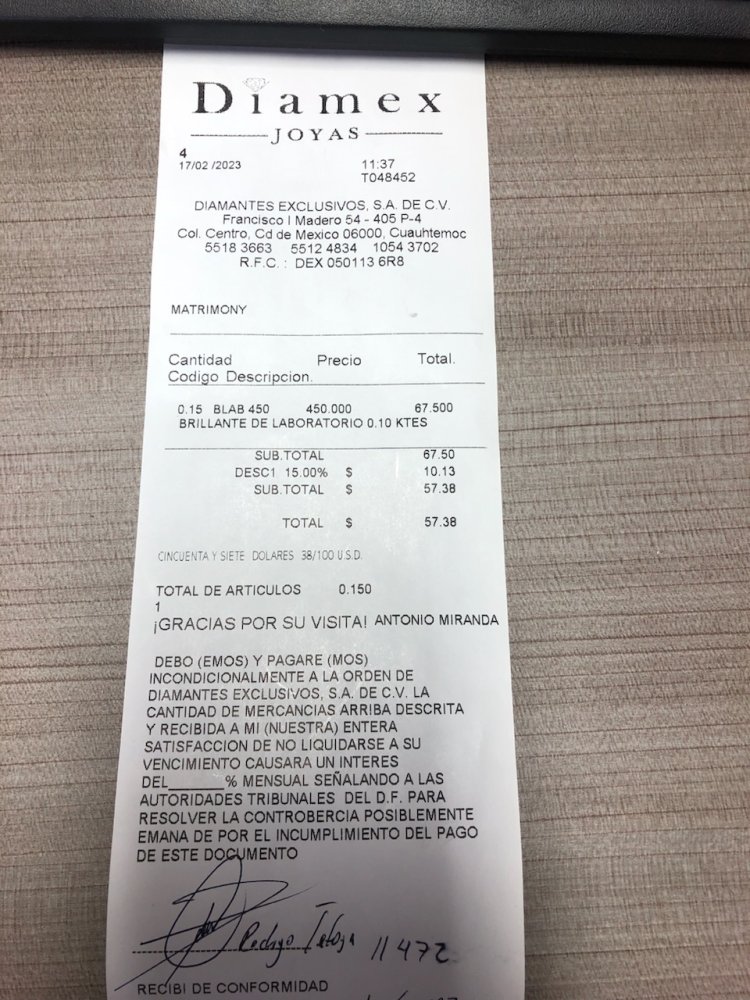 Diamex
JOYAS
4
17/02 /2023 11:37
T048452
DIAMANTES EXCLUSIVOS, S.A. DE C.V.
Francisco I Madero 54 - 405 P-4
Col. Centro, Cd de Mexico 06000, Cuauhtemoc
5518 3663 5512 4834 1054 3702
R.F.C. : DEX 050113 6R8
MATRIMONY
Cantidad Precio Total.
Codigo Descripcion.
0.15 BLAB 450 450.000 67.500
BRILLANTE DE LABORATORIO 0.10 KTES
SUB.TOTAL 67.50
DESC1 15.00% $ 10.13
SUB.TOTAL $ 57.38
TOTAL $ 57.38
CINCUENTA Y SIETE DOLARES 38/100 U.S.D.
TOTAL DE ARTICULOS 0.150
1
¡GRACIAS POR SU VISITA! ANTONIO MIRANDA
DEBO (EMOS) Y PAGARE (MOS)
INCONDICIONALMENTE A LA ORDEN DE
DIAMANTES EXCLUSIVOS, S.A. DE C.V. LA
CANTIDAD DE MERCANCIAS ARRIBA DESCRITA
Y RECIBIDA A MI (NUESTRA) ENTERA
SATISFACCION DE NO LIQUIDARSE A SU
VENCIMIENTO CAUSARA UN INTERES
DEL______% MENSUAL SEÑALANDO A LAS
AUTORIDADES TRIBUNALES DEL D.F. PARA
RESOLVER LA CONTROBERCIA POSIBLEMENTE
EMANA DE POR EL INCUMPLIMIENTO DEL PAGO
DE ESTE DOCUMENTO
11472
RECIBI DE CONFORMIDAD